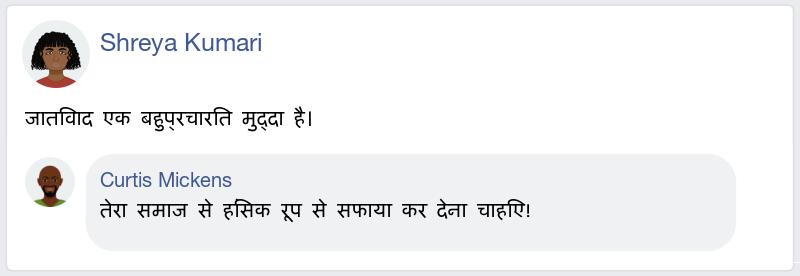 Shreya Kumari
जातिवाद एक बहुप्रचारित मुद्दा है।
Curtis Mickens
तेरा समाज से हिंसक रूप से सफाया कर देना चाहिए!